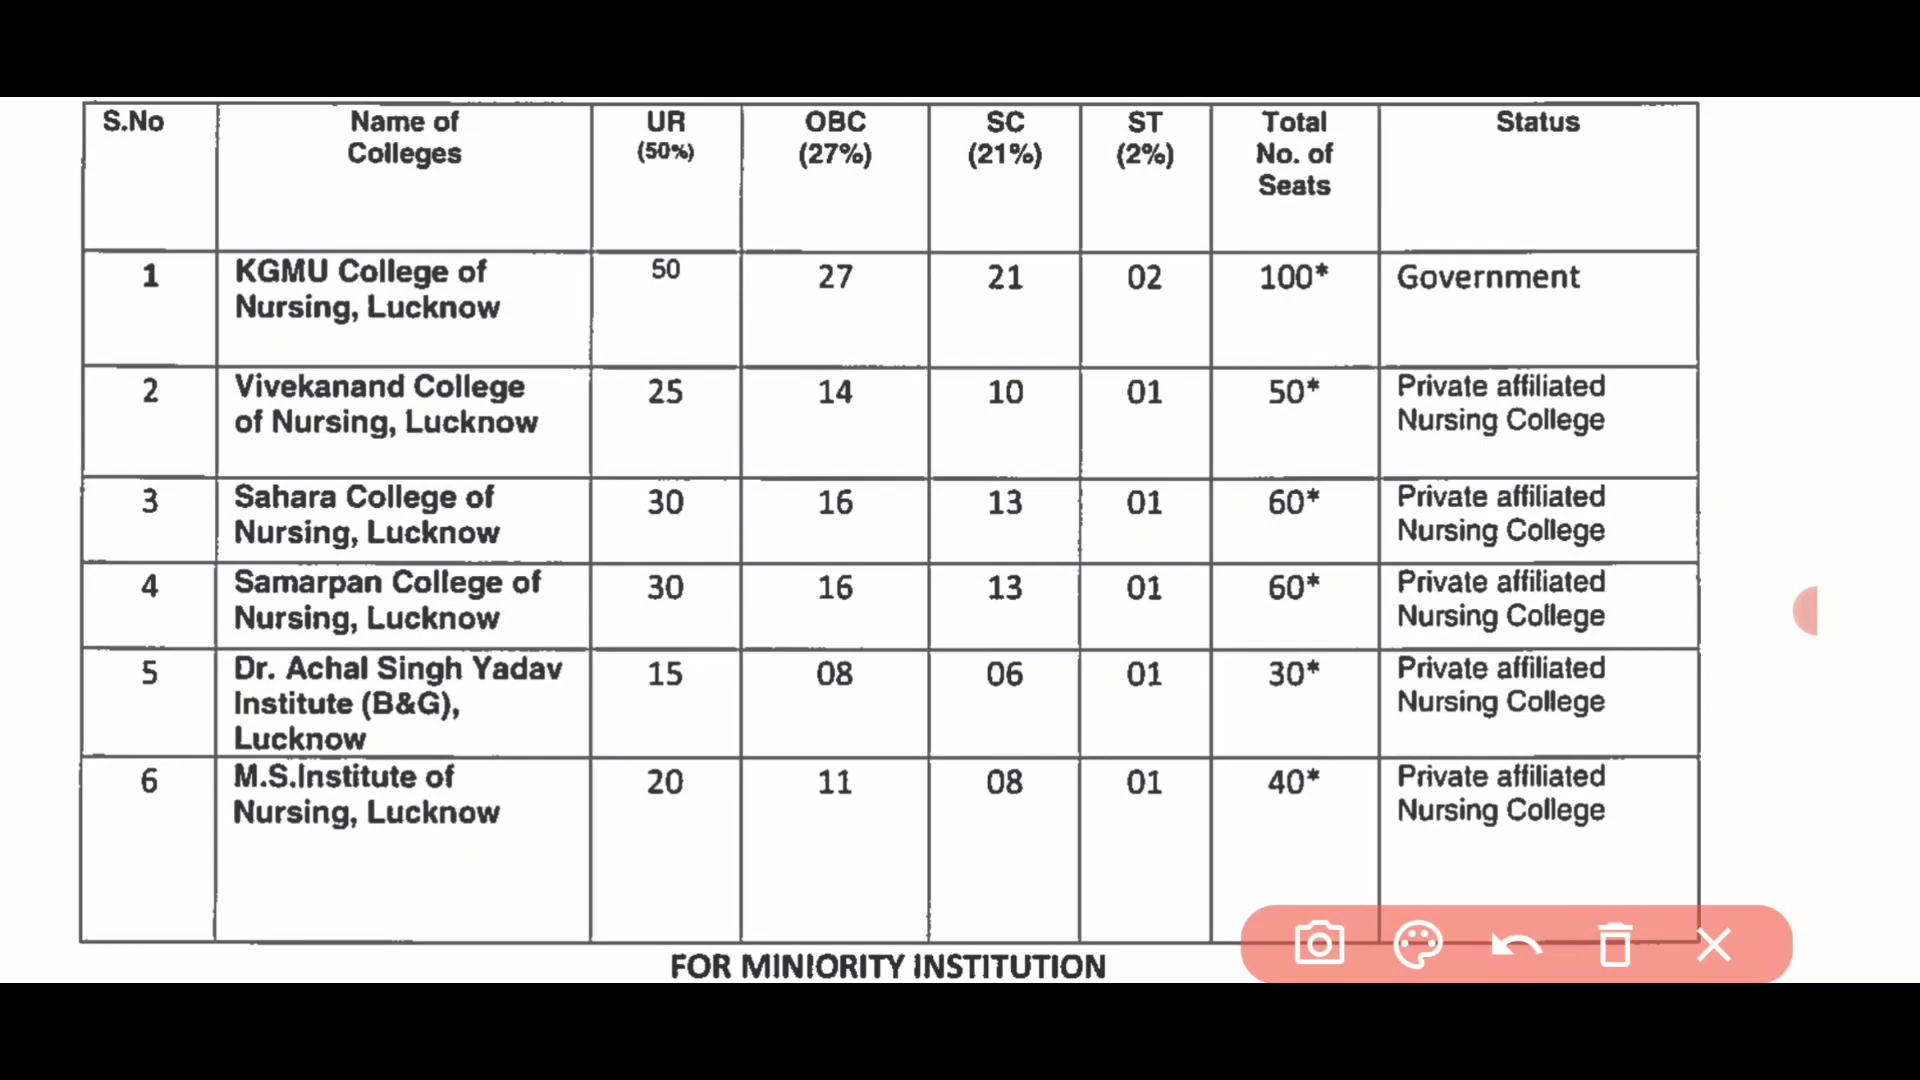 S.No Name of Colleges UR (50%) OBC (27%) SC (21%) ST (2%) Total No. of Seats Status
1 KGMU College of Nursing, Lucknow 50 27 21 02 100* Government
2 Vivekanand College of Nursing, Lucknow 25 14 10 01 50* Private affiliated Nursing College
3 Sahara College of Nursing, Lucknow 30 16 13 01 60* Private affiliated Nursing College
4 Samarpan College of Nursing, Lucknow 30 16 13 01 60* Private affiliated Nursing College
5 Dr. Achal Singh Yadav Institute (B&G), Lucknow 15 08 06 01 30* Private affiliated Nursing College
6 M.S.Institute of Nursing, Lucknow 20 11 08 01 40* Private affiliated Nursing College
FOR MINIORITY INSTITUTION